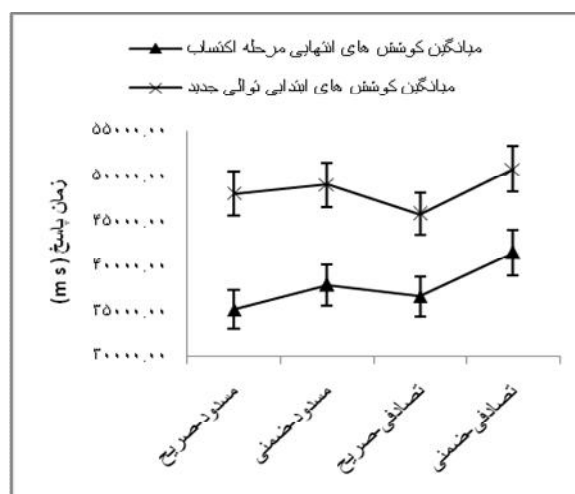 میانگین کوشش های انتهایی مرحله اکتساب
میانگین کوشش های ابتدایی توالی جدید
۵۵۰۰۰.۰۰
۵۰۰۰۰.۰۰
۴۵۰۰۰.۰۰
۴۰۰۰۰.۰۰
۳۵۰۰۰.۰۰
۳۰۰۰۰.۰۰
زمان پاسخ (m s)
مسدود-صریح
مسدود-ضمنی
تصادفی-صریح
تصادفی-ضمنی